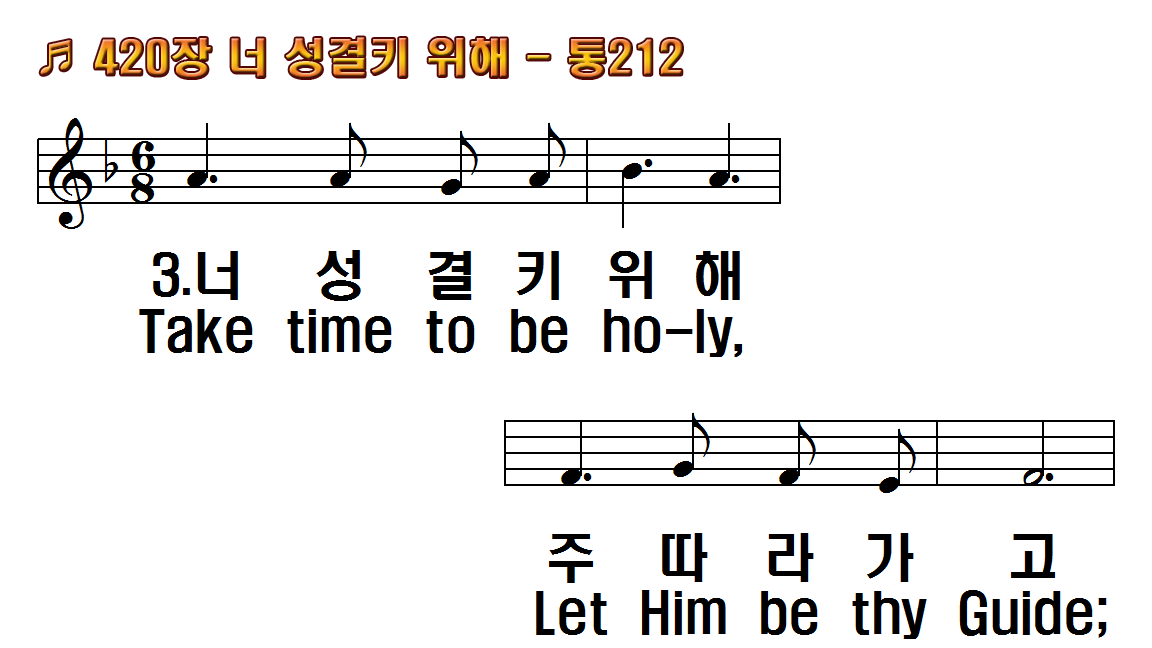 ♬ 420장 너 성결키 위해 - 통212
3.너 성 결 키 위 해
Take time to be ho-ly,
주 따 라 가 고
Let Him be thy Guide;